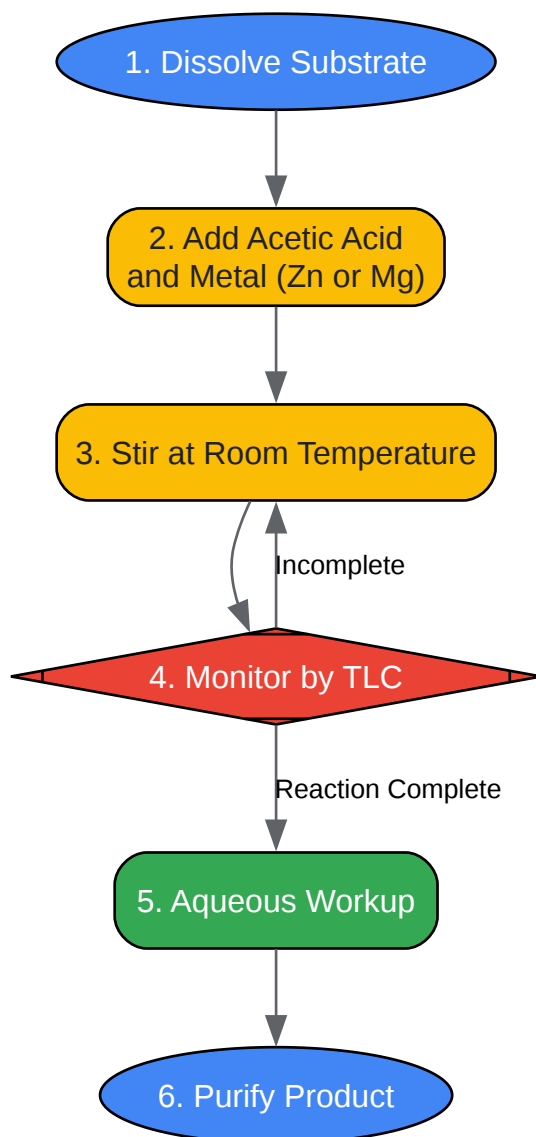 1. Dissolve Substrate
2. Add Acetic Acid
and Metal (Zn or Mg)
3. Stir at Room Temperature
Incomplete
4. Monitor by TLC
Reaction Complete
5. Aqueous Workup
6. Purify Product